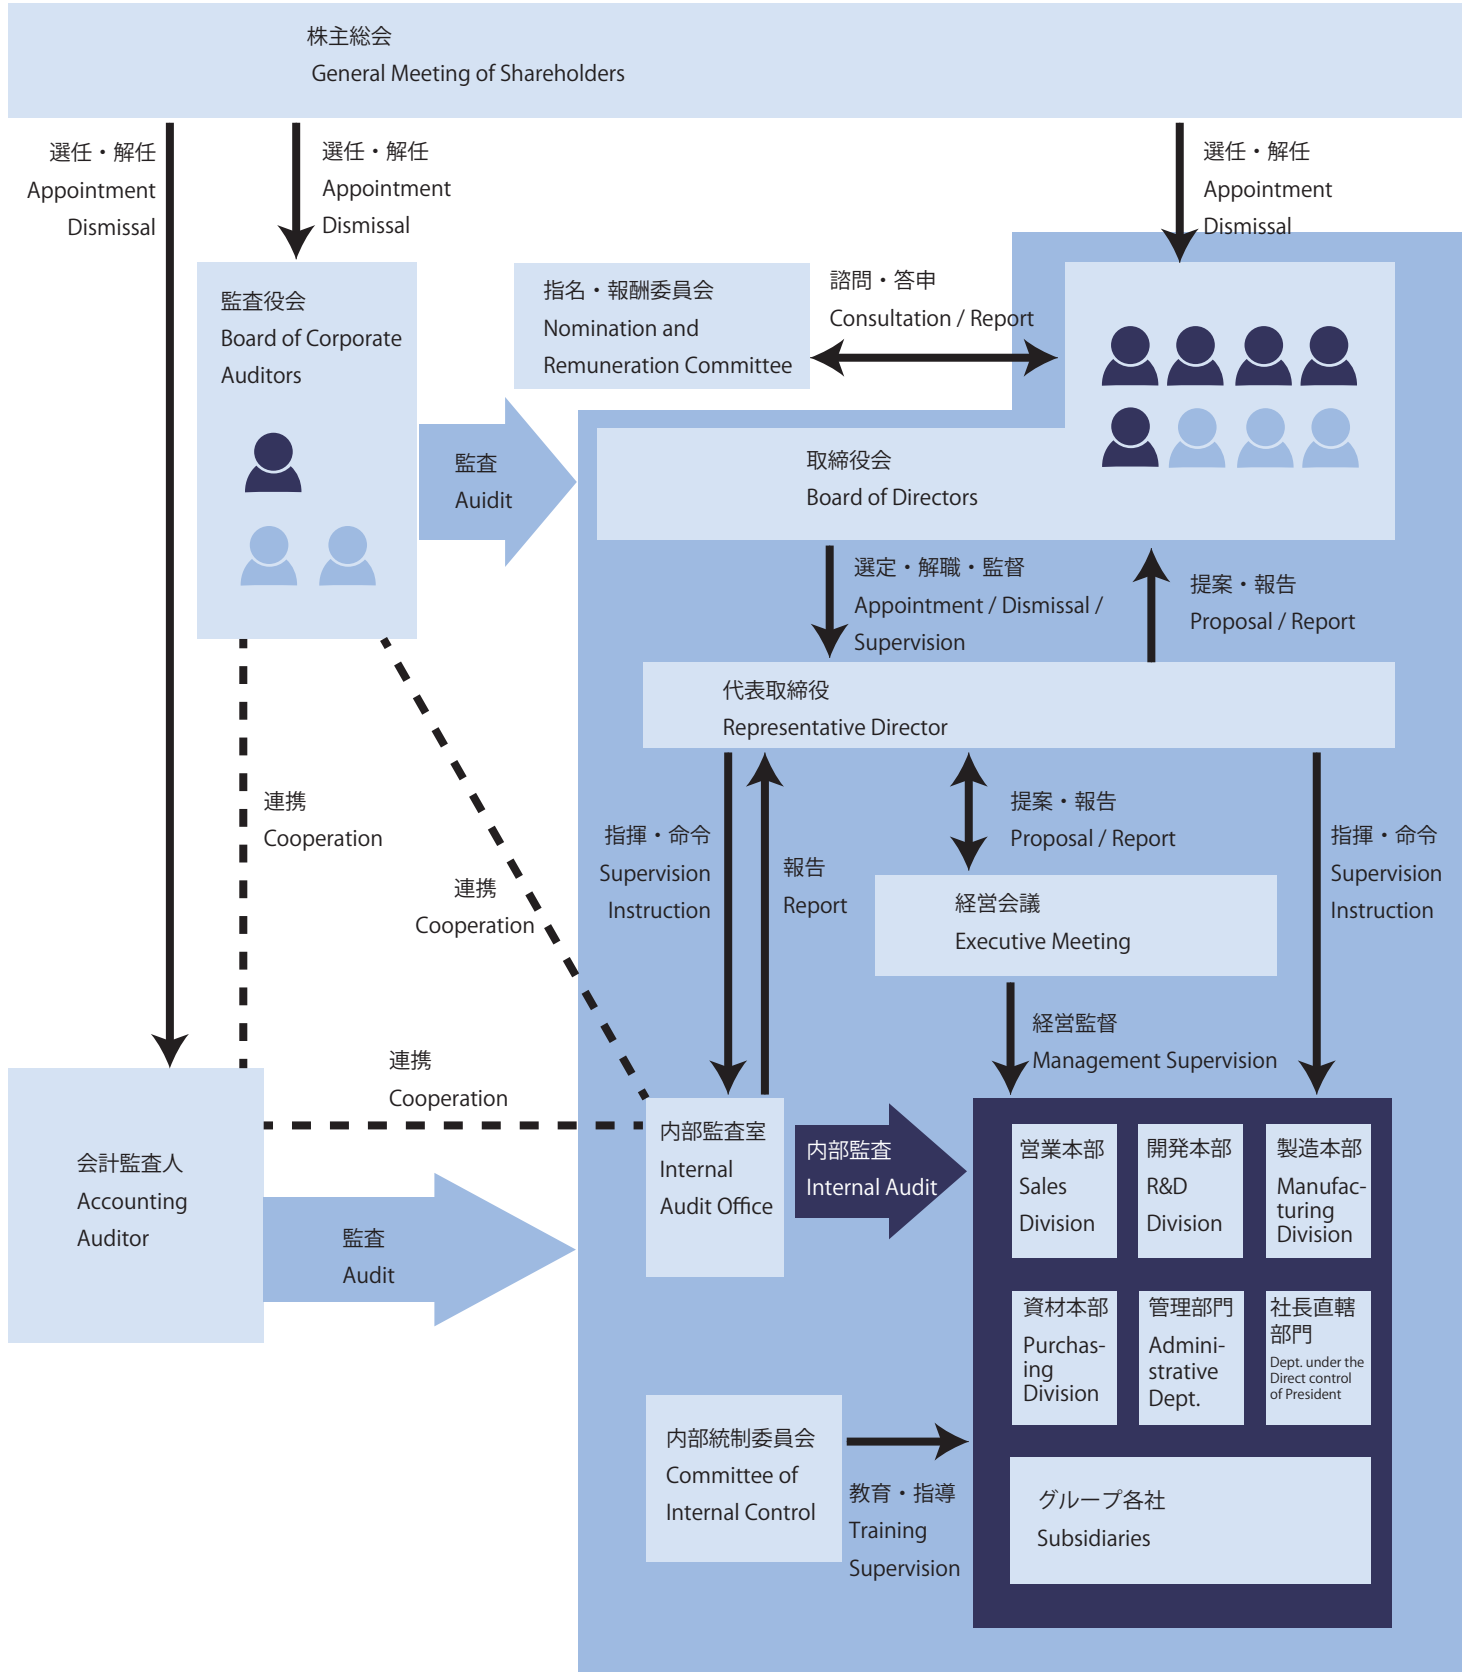 株主総会
General Meeting of Shareholders
選任・解任
Appointment
Dismissal
選任・解任
Appointment
Dismissal
選任・解任
Appointment
Dismissal
監査役会
Board of Corporate
Auditors
指名・報酬委員会
Nomination and
Remuneration Committee
諮問・答申
Consultation / Report
監査
Auidit
取締役会
Board of Directors
選定・解職・監督
Appointment / Dismissal /
Supervision
提案・報告
Proposal / Report
代表取締役
Representative Director
連携
Cooperation
連携
Cooperation
指揮・命令
Supervision
Instruction
報告
Report
提案・報告
Proposal / Report
指揮・命令
Supervision
Instruction
経営会議
Executive Meeting
経営監督
Management Supervision
連携
Cooperation
会計監査人
Accounting
Auditor
監査
Audit
内部監査室
Internal
Audit Office
内部監査
Internal Audit
営業本部
Sales
Division
開発本部
R&D
Division
製造本部
Manufac-
turing
Division
資材本部
Purchas-
ing
Division
管理部門
Admini-
strative
Dept.
社長直轄
部門
Dept. under the
Direct control
of President
内部統制委員会
Committee of
Internal Control
教育・指導
Training
Supervision
グループ各社
Subsidiaries